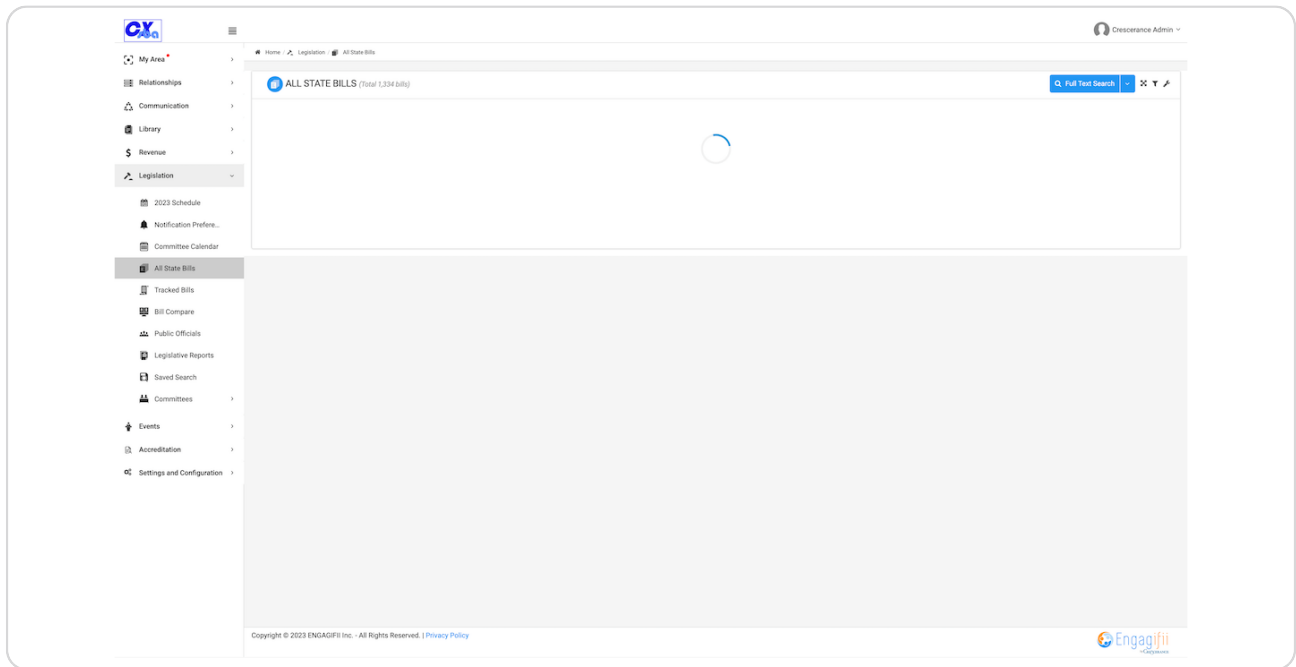 CX
Crescerance Admin
Home / Legislation / All State Bills
My Area
Relationships
Communication
Library
Revenue
Legislation
2023 Schedule
Notification Prefere...
Committee Calendar
All State Bills
Tracked Bills
Bill Compare
Public Officials
Legislative Reports
Saved Search
Committees
Events
Accreditation
Settings and Configuration
ALL STATE BILLS (Total 1,334 bills)
Full Text Search
Copyright © 2023 ENGAGIFII Inc. - All Rights Reserved. | Privacy Policy
Engagifii